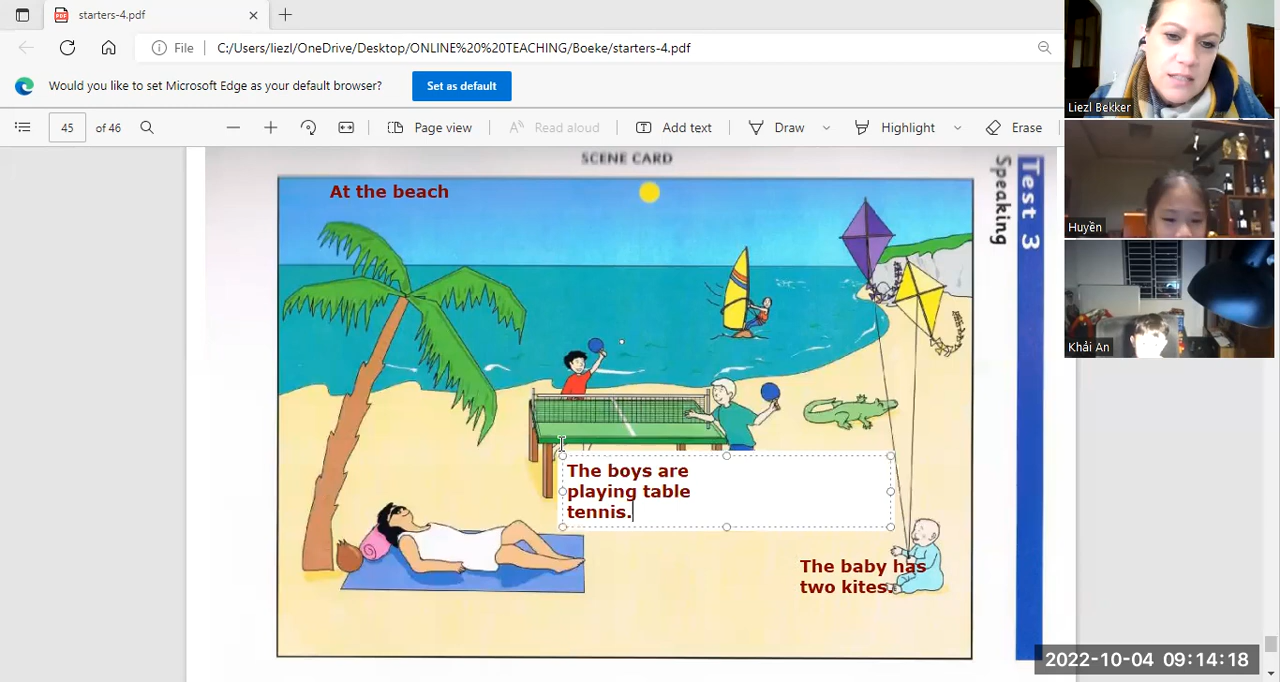 starters-4.pdf
File
C:/Users/liezl/OneDrive/Desktop/ONLINE%20%20TEACHING/Boeke/starters-4.pdf
Would you like to set Microsoft Edge as your default browser?
Set as default
45
of 46
Page view
Read aloud
Add text
Draw
Highlight
Erase
SCENE CARD
Test 3
Speaking
At the beach
The boys are
playing table
tennis.
The baby has
two kites.
Liezl Bekker
Huyền
Khải An
2022-10-04 09:14:18